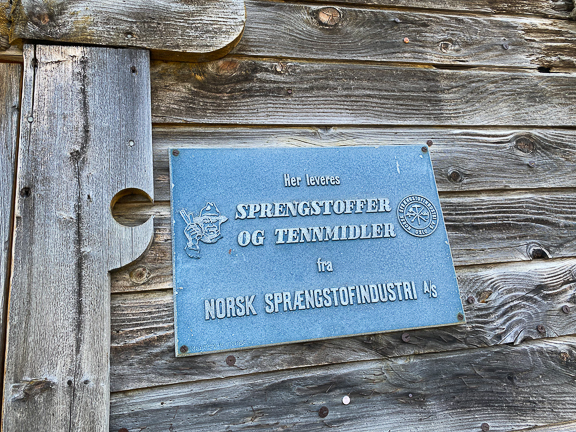 Her leveres
SPRENGSTOFFER
OG TENNMIDLER
fra
NORSK SPRÆNGSTOFINDUSTRI A/S